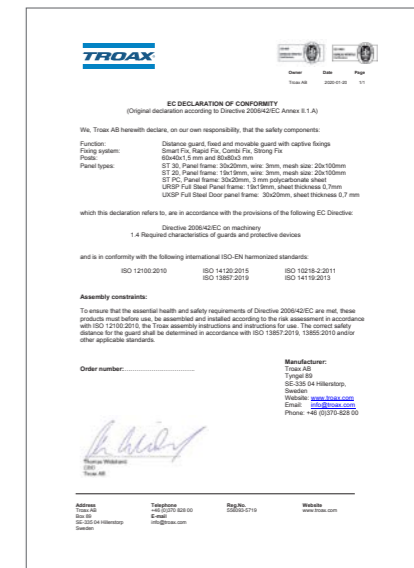 TROAX
Owner Date Page
Troax AB 2020-01-20 1/1
EC DECLARATION OF CONFORMITY
(Original declaration according to Directive 2006/42/EC Annex II.1.A)
We, Troax AB herewith declare, on our own responsibility, that the safety components:
Function: Distance guard, fixed and movable guard with captive fixings
Fixing system: Smart Fix, Rapid Fix, Combi Fix, Strong Fix
Posts: 60x40x1,5 mm and 80x80x3 mm
Panel types: ST 30, Panel frame: 30x20mm, wire: 3mm, mesh size: 20x100mm
ST 20, Panel frame: 19x19mm, wire: 3mm, mesh size: 20x100mm
ST PC, Panel frame: 30x20mm, 3 mm polycarbonate sheet
URSP Full Steel Panel frame: 19x19mm, sheet thickness 0,7mm
UXSP Full Steel Door panel frame: 30x20mm, sheet thickness 0,7 mm
which this declaration refers to, are in accordance with the provisions of the following EC Directive:
Directive 2006/42/EC on machinery
1.4 Required characteristics of guards and protective devices
and is in conformity with the following international ISO-EN harmonized standards:
ISO 12100:2010 ISO 14120:2015 ISO 10218-2:2011
ISO 13857:2019 ISO 14119:2013
Assembly constraints:
To ensure that the essential health and safety requirements of Directive 2006/42/EC are met, these
products must before use, be assembled and installed according to the risk assessment in accordance
with ISO 12100:2010, the Troax assembly instructions and instructions for use. The correct safety
distance for the guard shall be determined in accordance with ISO 13857:2019, 13855:2010 and/or
other applicable standards.
Order number:
Manufacturer:
Troax AB
Tyngel 89
SE-335 04 Hillerstorp,
Sweden
Website: www.troax.com
Email: info@troax.com
Phone: +46 (0)370-828 00
Thomas Widstrand
CEO
Troax AB
Address Telephone Reg.No. Website
Troax AB +46 (0)370 828 00 556093-5719 www.troax.com
Box 89 E-mail
SE-335 04 Hillerstorp info@troax.com
Sweden